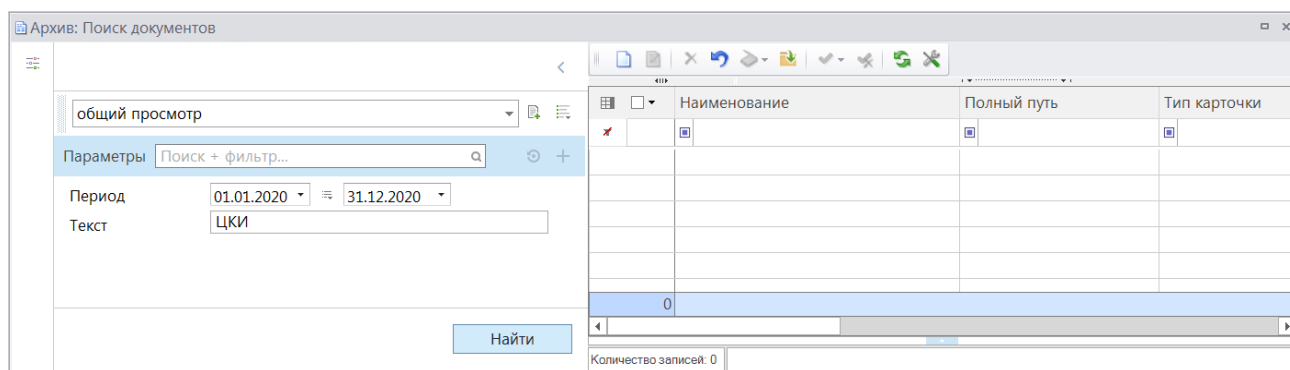 Архив: Поиск документов
общий просмотр
Параметры Поиск + фильтр...
Период 01.01.2020 31.12.2020
Текст ЦКИ
Найти
Наименование Полный путь Тип карточки
0
Количество записей: 0